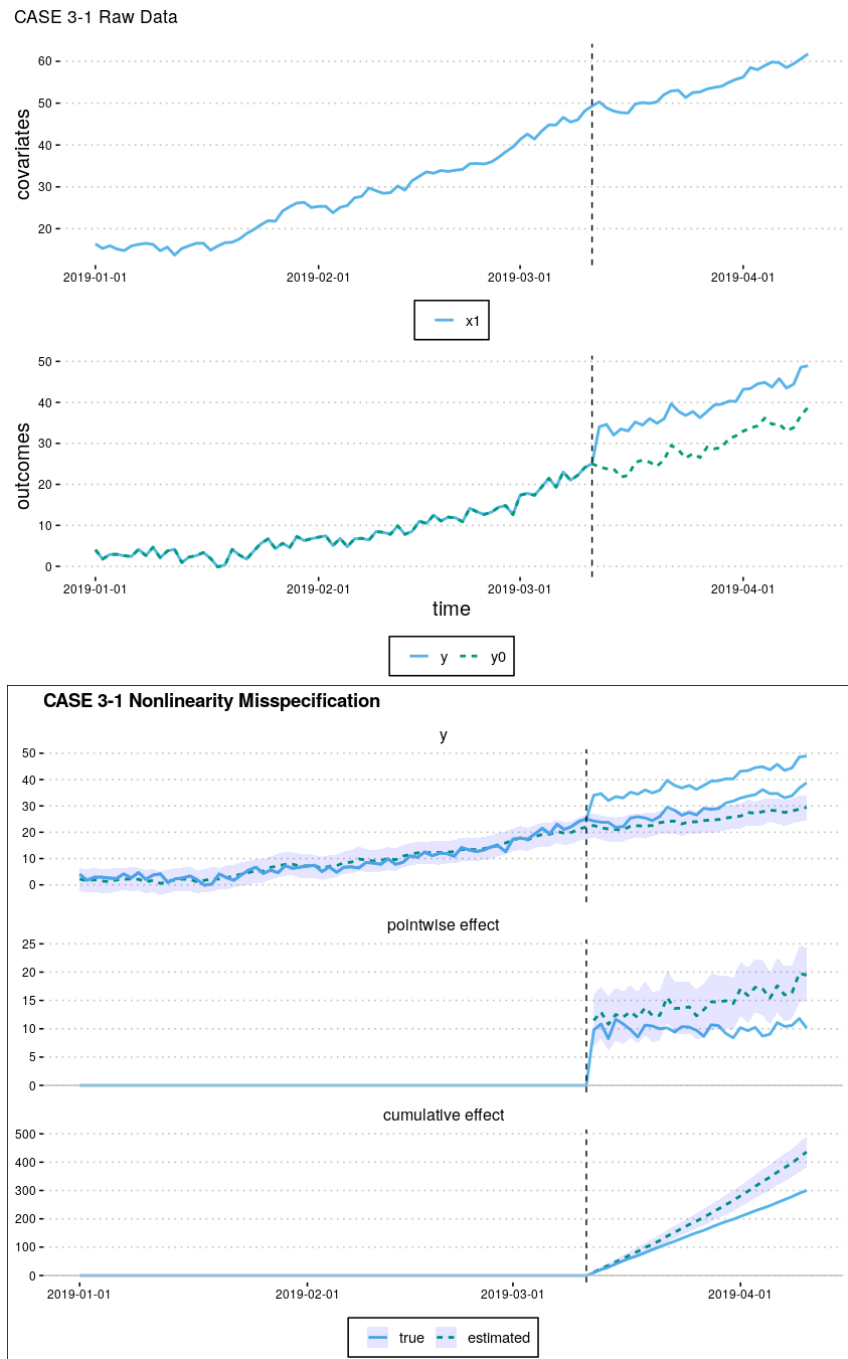 CASE 3-1 Raw Data
covariates
60
50
40
30
20
2019-01-01 2019-02-01 2019-03-01 2019-04-01
x1
outcomes
50
40
30
20
10
0
2019-01-01 2019-02-01 2019-03-01 2019-04-01
time
y y0
CASE 3-1 Nonlinearity Misspecification
y
50
40
30
20
10
0
pointwise effect
25
20
15
10
5
0
cumulative effect
500
400
300
200
100
0
2019-01-01 2019-02-01 2019-03-01 2019-04-01
true estimated